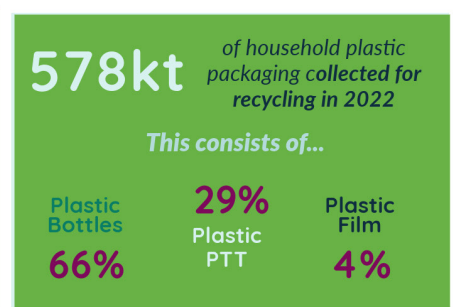 578kt
of household plastic
packaging collected for
recycling in 2022
This consists of...
Plastic
Bottles
66%
29%
Plastic
PTT
Plastic
Film
4%